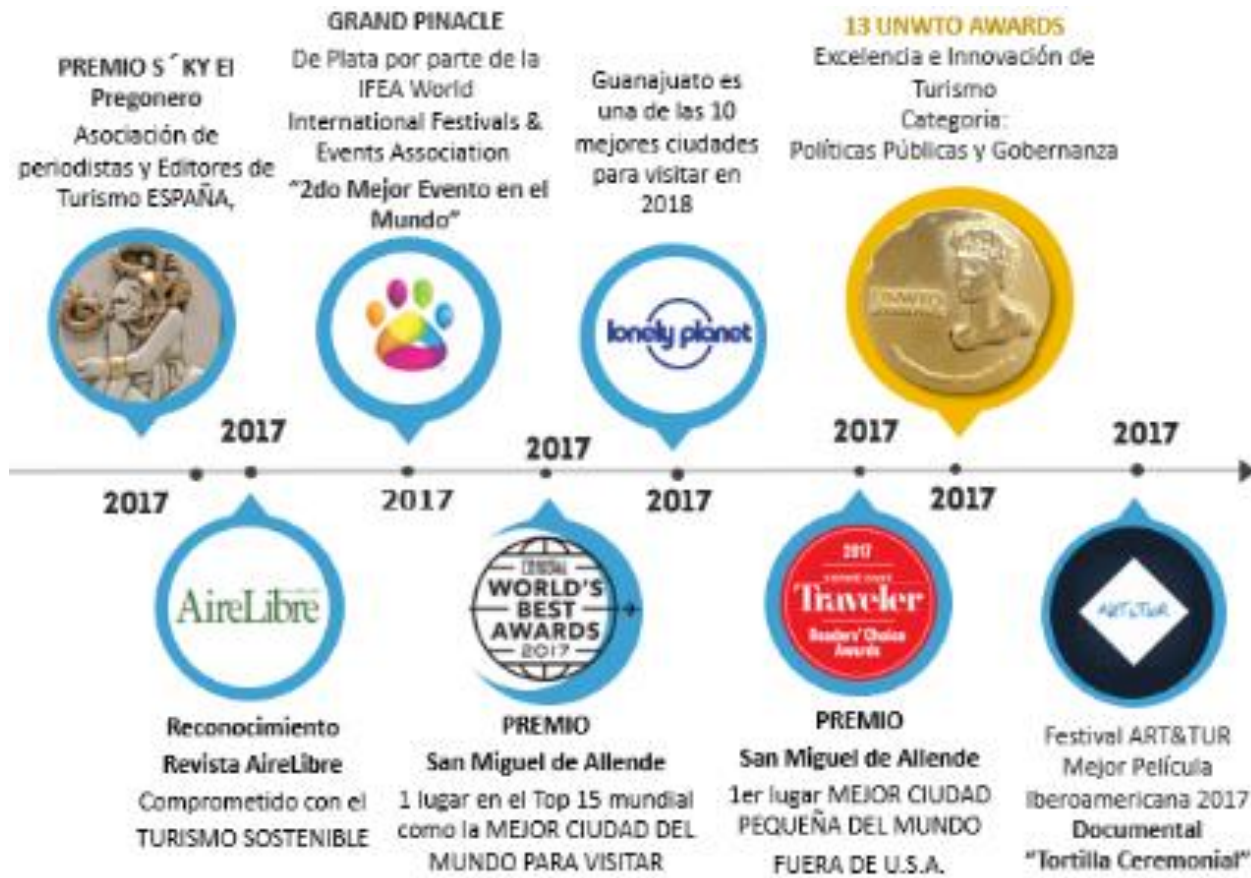 PREMIO S´KY El
Pregonero
Asociación de
periodistas y Editores de
Turismo ESPAÑA,
GRAND PINACLE
De Plata por parte de la
IFEA World
International Festivals &
Events Association
"2do Mejor Evento en el
Mundo"
Guanajuato es
una de las 10
mejores ciudades
para visitar en
2018
lonely planet
13 UNWTO AWARDS
Excelencia e Innovación de
Turismo
Categoria:
Políticas Públicas y Gobernanza
UNWTO
2017
2017
2017
2017
2017
2017
2017
2017
AireLibre
Reconocimiento
Revista AireLibre
Comprometido con el
TURISMO SOSTENIBLE
WORLD'S
BEST
AWARDS
2017
PREMIO
San Miguel de Allende
1 lugar en el Top 15 mundial
como la MEJOR CIUDAD DEL
MUNDO PARA VISITAR
2017
Traveler
Readers' Choice
Awards
PREMIO
San Miguel de Allende
1er lugar MEJOR CIUDAD
PEQUEÑA DEL MUNDO
FUERA DE U.S.A.
ART&TUR
Festival ART&TUR
Mejor Película
Iberoamericana 2017
Documental
"Tortilla Ceremonial"